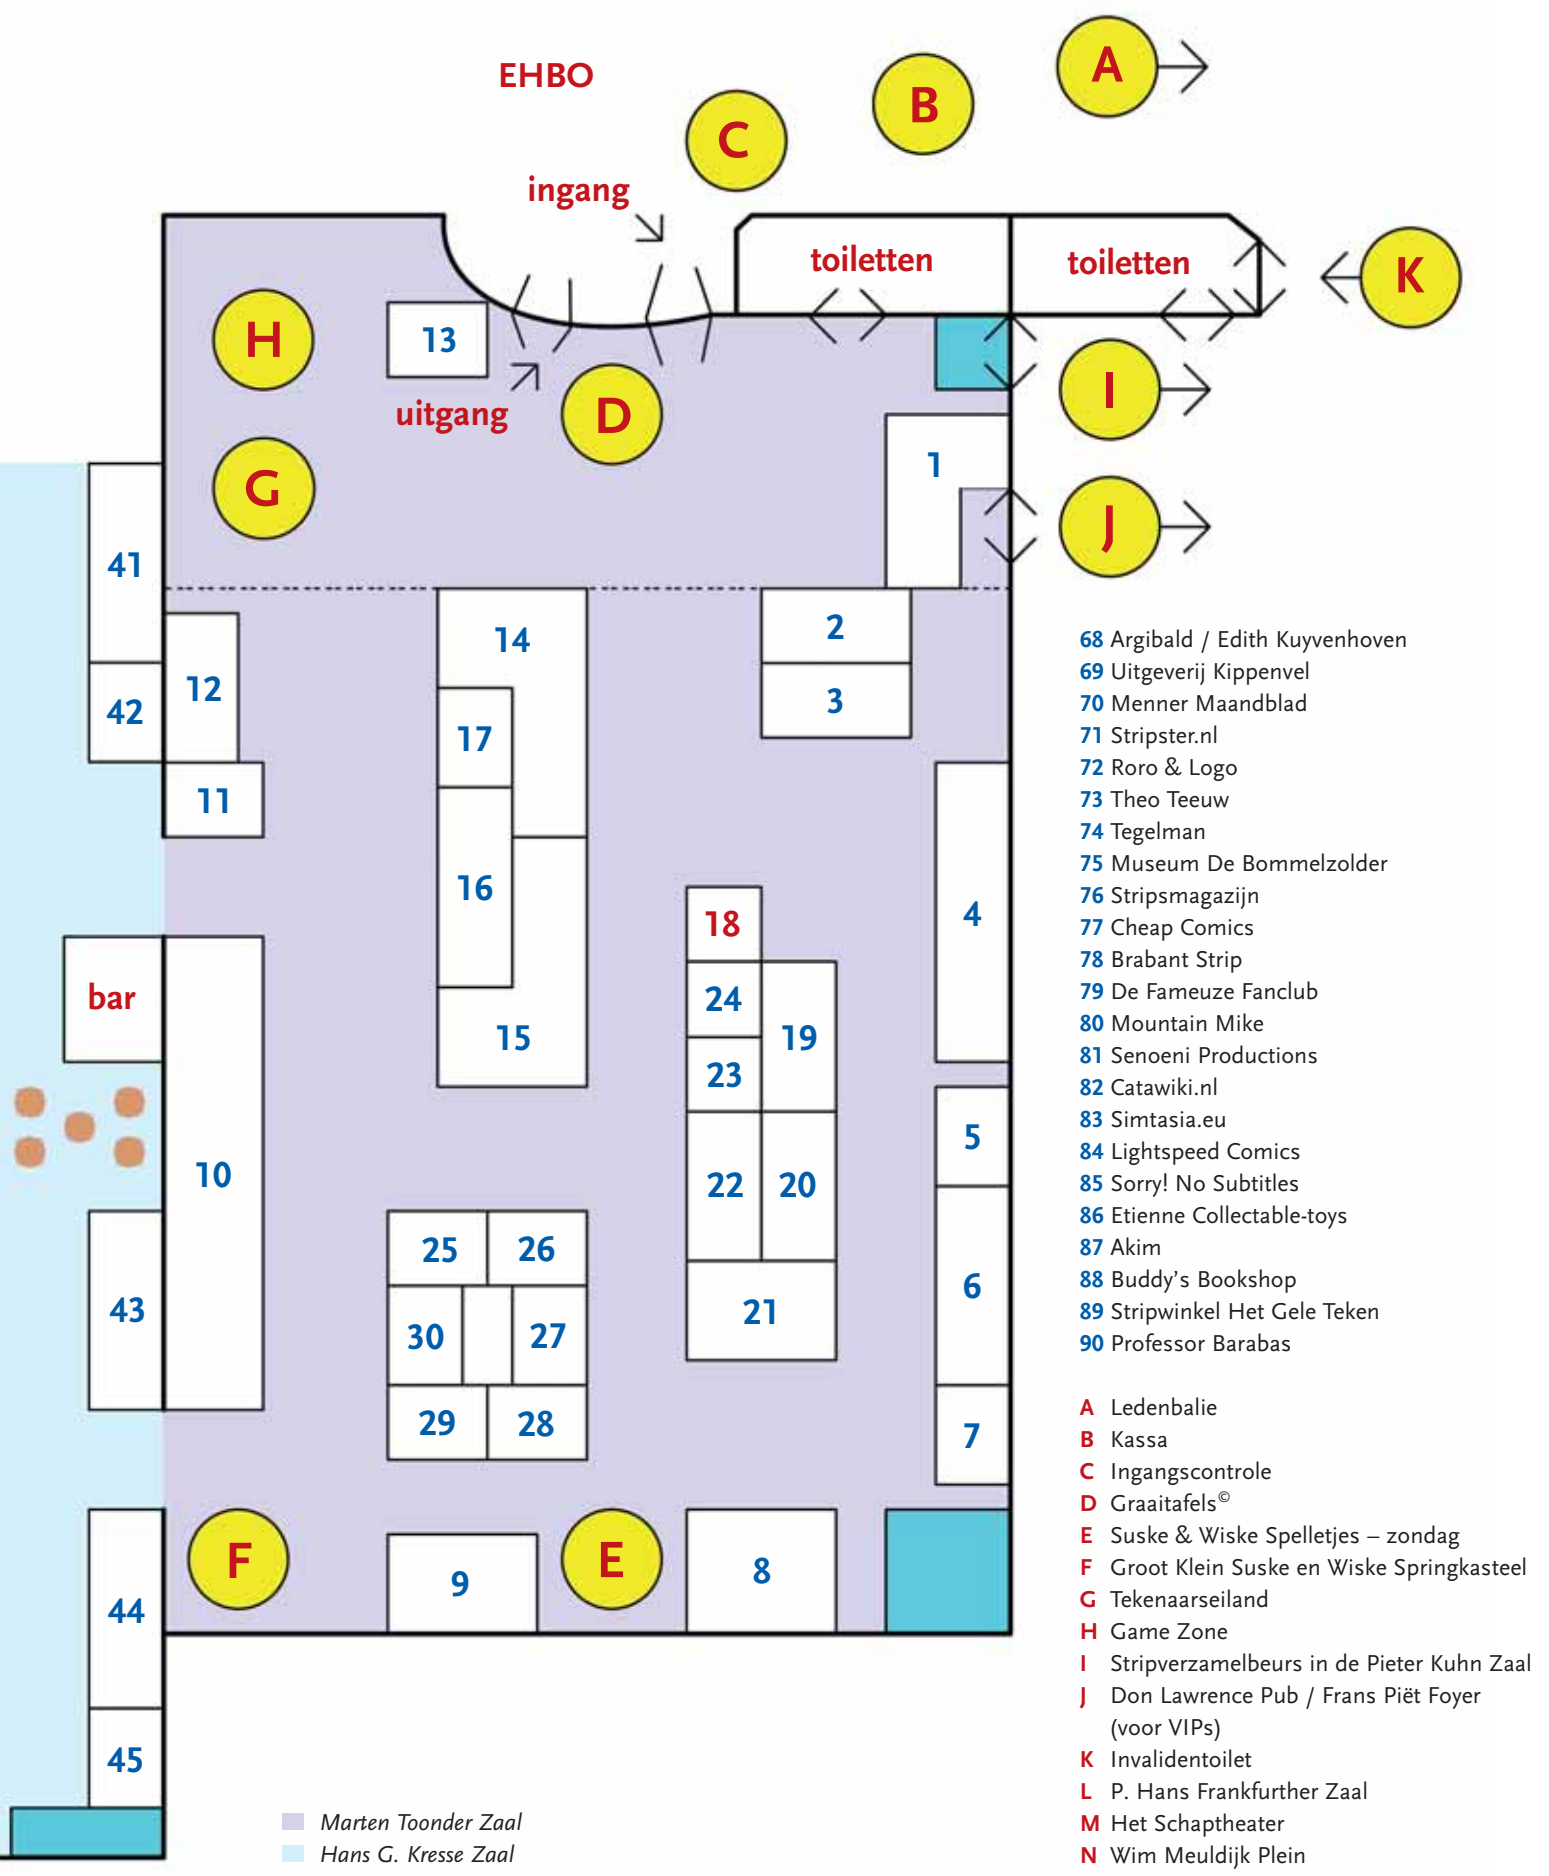 EHBO
A
B
C
ingang
toiletten
toiletten
K
H
13
uitgang
D
I
G
1
J
41
14
2
12
42
17
3
11
16
18
4
bar
24
15
19
23
5
10
22
20
25
26
43
30
27
21
6
29
28
7
F
9
E
8
44
45
68 Argibald / Edith Kuyvenhoven
69 Uitgeverij Kippenvel
70 Menner Maandblad
71 Stripster.nl
72 Roro & Logo
73 Theo Teeuw
74 Tegelman
75 Museum De Bommelzolder
76 Stripsmagazijn
77 Cheap Comics
78 Brabant Strip
79 De Fameuze Fanclub
80 Mountain Mike
81 Senoeni Productions
82 Catawiki.nl
83 Simtasia.eu
84 Lightspeed Comics
85 Sorry! No Subtitles
86 Etienne Collectable-toys
87 Akim
88 Buddy's Bookshop
89 Stripwinkel Het Gele Teken
90 Professor Barabas
A Ledenbalie
B Kassa
C Ingangscontrole
D Graaitafels©
E Suske & Wiske Spelletjes – zondag
F Groot Klein Suske en Wiske Springkasteel
G Tekenaarseiland
H Game Zone
I Stripverzamelbeurs in de Pieter Kuhn Zaal
J Don Lawrence Pub / Frans Piët Foyer
(voor VIPs)
K Invalidentoilet
L P. Hans Frankfurther Zaal
M Het Schaptheater
N Wim Meuldijk Plein
Marten Toonder Zaal
Hans G. Kresse Zaal